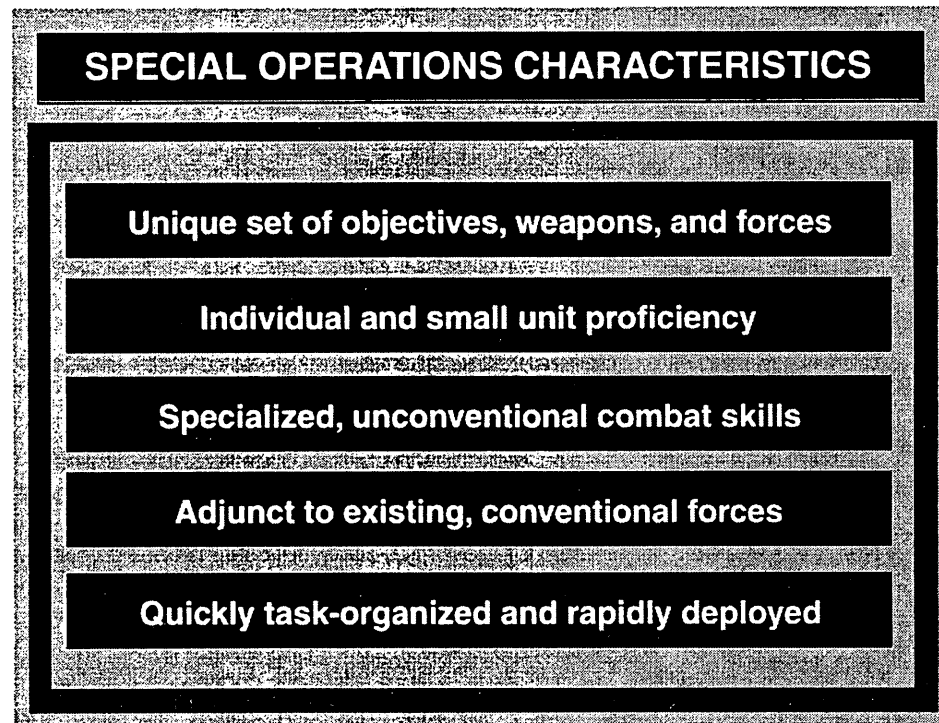 SPECIAL OPERATIONS CHARACTERISTICS
Unique set of objectives, weapons, and forces
Individual and small unit proficiency
Specialized, unconventional combat skills
Adjunct to existing, conventional forces
Quickly task-organized and rapidly deployed